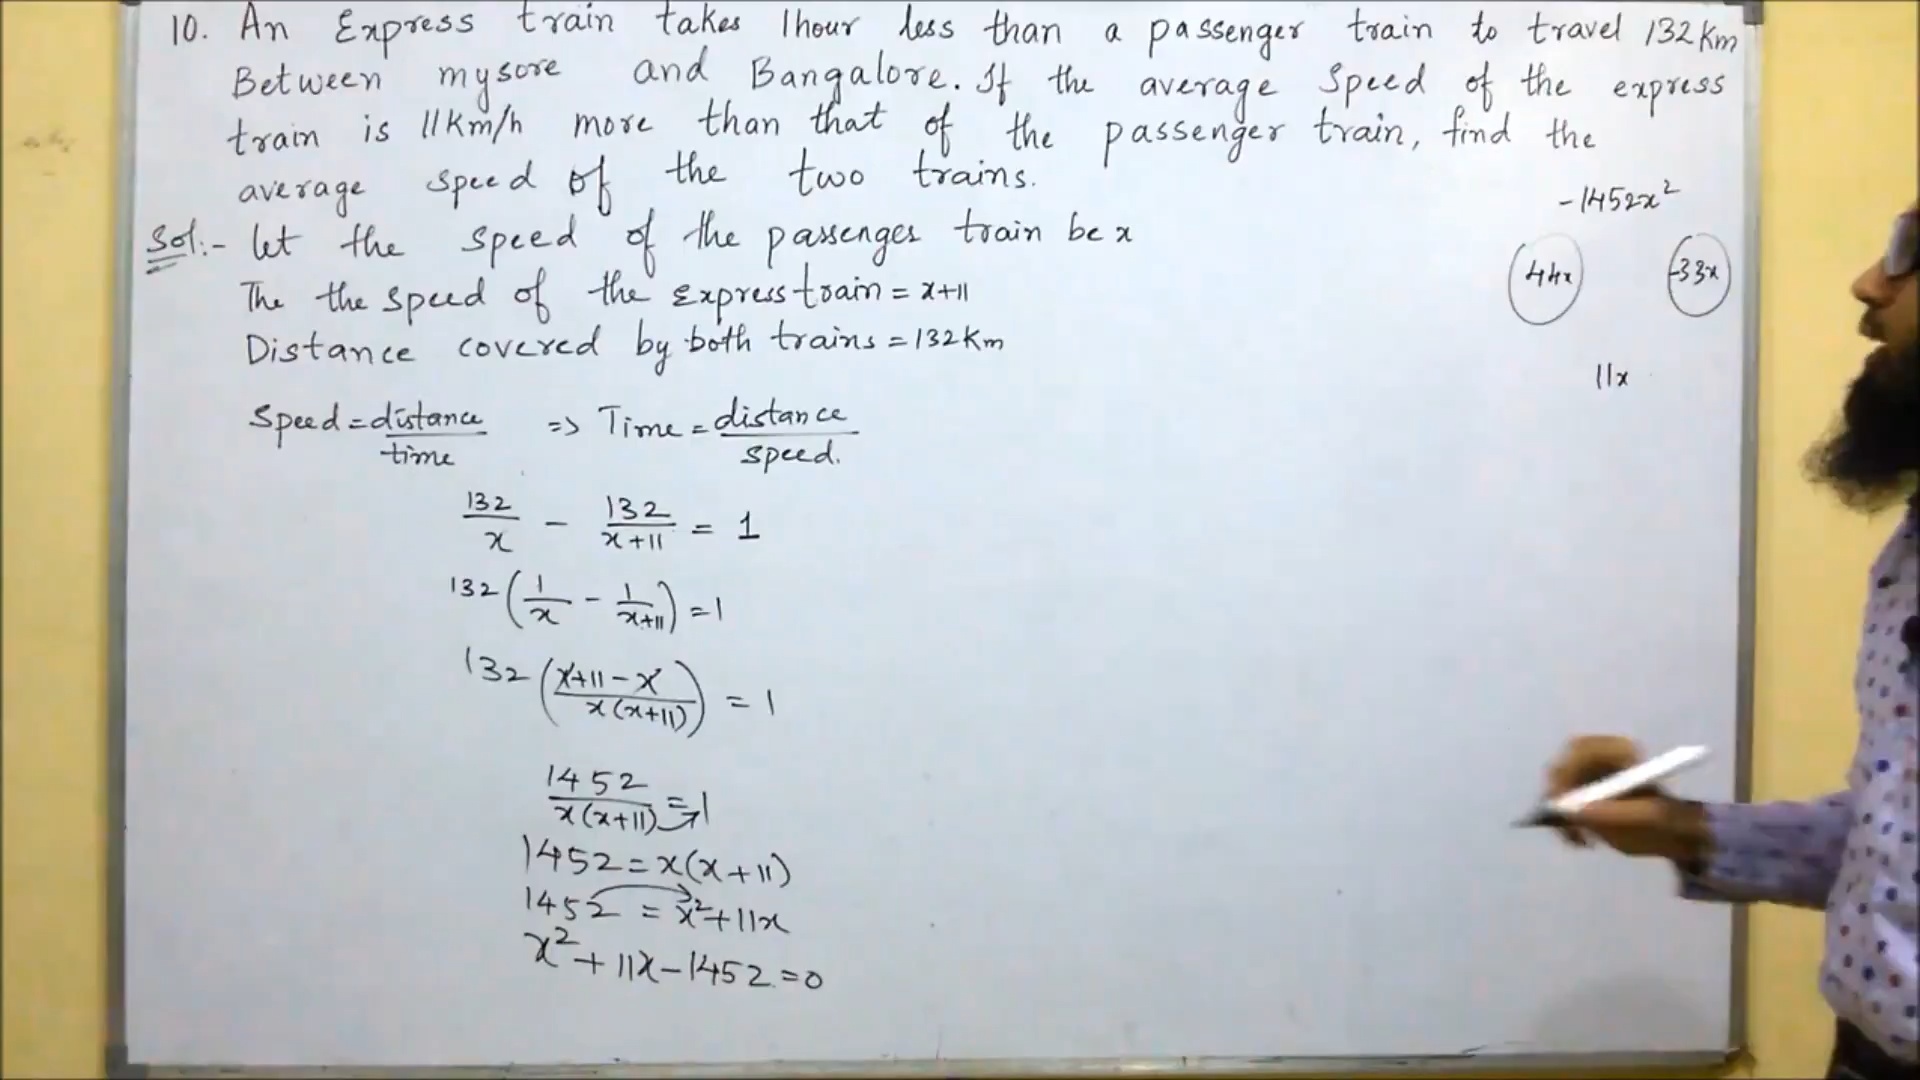 10. An Express train takes 1hour less than a passenger train to travel 132 Km
Between mysore and Bangalore. If the average Speed of the express
train is 11Km/h more than that of the passenger train, find the
average speed of the two trains.
Sol:- let the speed of the passenger train be x
The the speed of the Express train = x+11
Distance covered by both trains = 132 Km
Speed = distance/time => Time = distance/speed.
132/x - 132/x+11 = 1
132 (1/x - 1/x+11) = 1
132 (x+11-x/x(x+11)) = 1
1452/x(x+11) = 1
1452 = x(x+11)
1452 = x²+11x
x²+11x-1452=0
-1452x²
44x -33x
11x